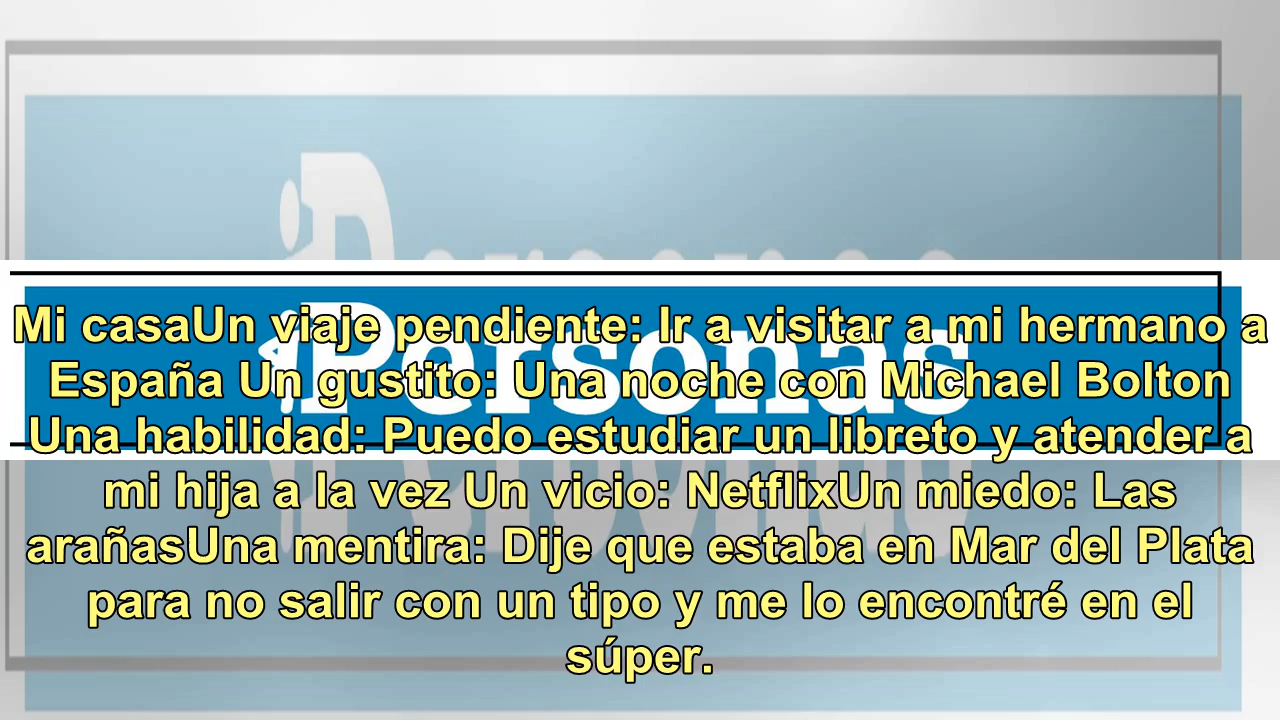 Mi casaUn viaje pendiente: Ir a visitar a mi hermano a
España Un gustito: Una noche con Michael Bolton
Una habilidad: Puedo estudiar un libreto y atender a
mi hija a la vez Un vicio: NetflixUn miedo: Las
arañasUna mentira: Dije que estaba en Mar del Plata
para no salir con un tipo y me lo encontré en el
súper.
Personas
Personas